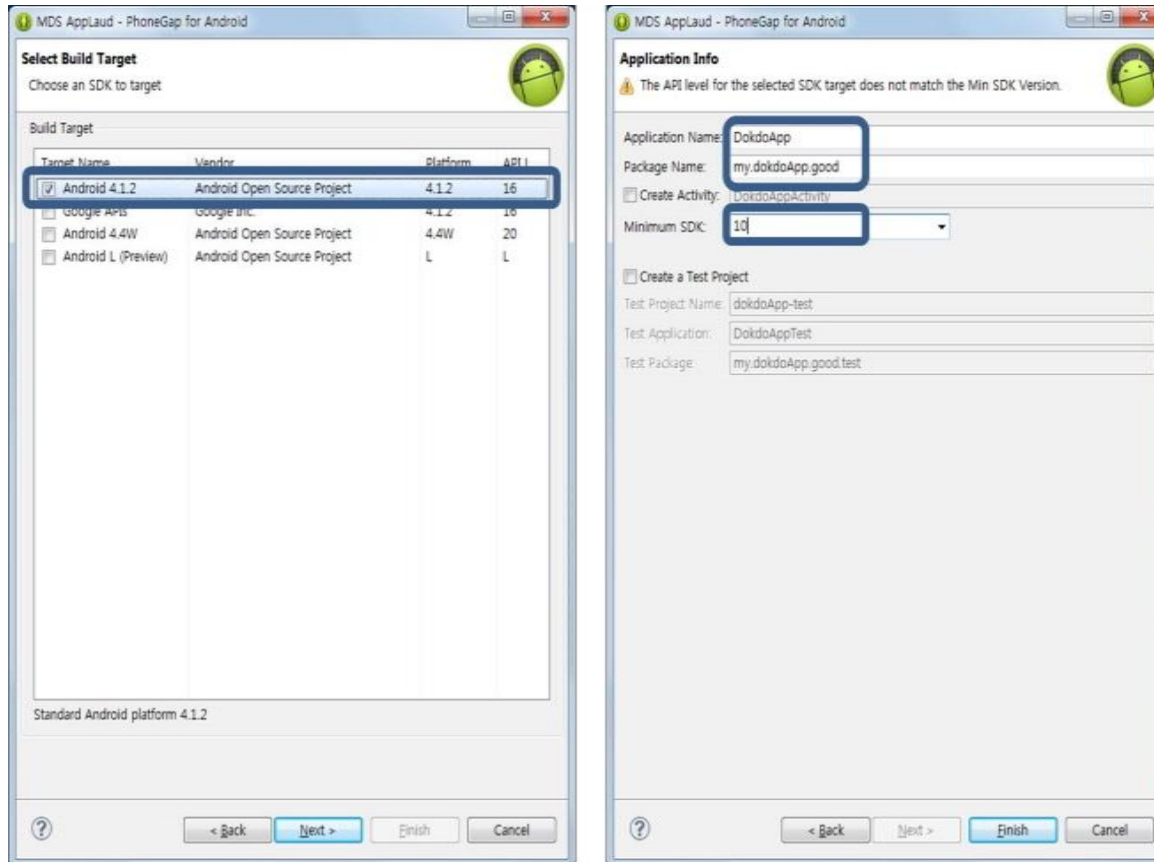 MDS AppLaud - PhoneGap for Android
Select Build Target
Choose an SDK to target
Build Target
Target Name Vendor Platform API L
Android 4.1.2 Android Open Source Project 4.1.2 16
Google APIs Google Inc. 4.1.2 16
Android 4.4W Android Open Source Project 4.4W 20
Android L (Preview) Android Open Source Project L L
Standard Android platform 4.1.2
< Back Next > Finish Cancel
MDS AppLaud - PhoneGap for Android
Application Info
The API level for the selected SDK target does not match the Min SDK Version.
Application Name: DokdoApp
Package Name: my.dokdoApp.good
Create Activity: DokdoAppActivity
Minimum SDK: 10
Create a Test Project
Test Project Name: dokdoApp-test
Test Application: DokdoAppTest
Test Package: my.dokdoApp.good.test
< Back Next > Finish Cancel